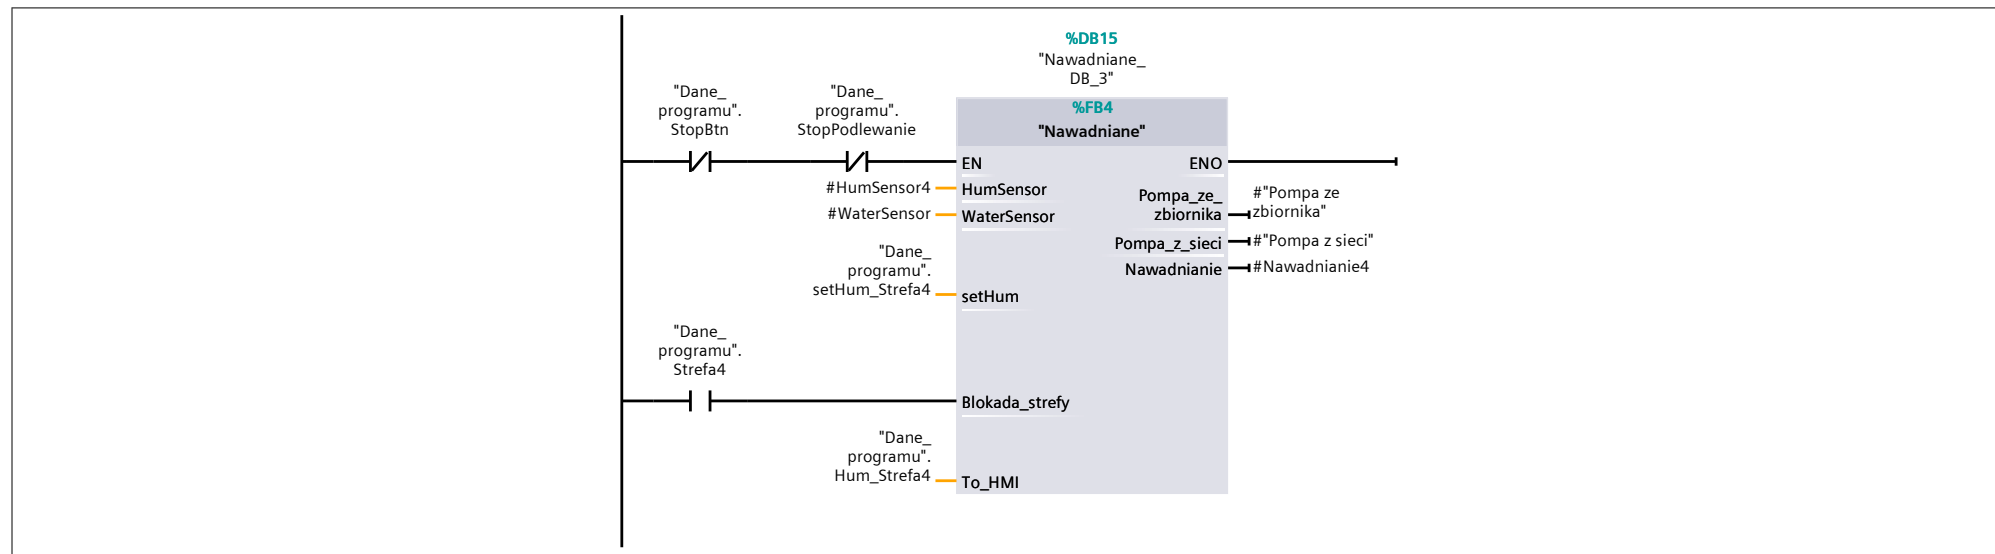 %DB15
"Nawadniane_
DB_3"
"Dane_
programu".
StopBtn
"Dane_
programu".
StopPodlewanie
%FB4
"Nawadniane"
EN
ENO
#HumSensor4
HumSensor
#WaterSensor
WaterSensor
Pompa_ze_
zbiornika
#"Pompa ze
zbiornika"
Pompa_z_sieci
#"Pompa z sieci"
Nawadnianie
#Nawadnianie4
"Dane_
programu".
setHum_Strefa4
setHum
"Dane_
programu".
Strefa4
Blokada_strefy
"Dane_
programu".
Hum_Strefa4
To_HMI